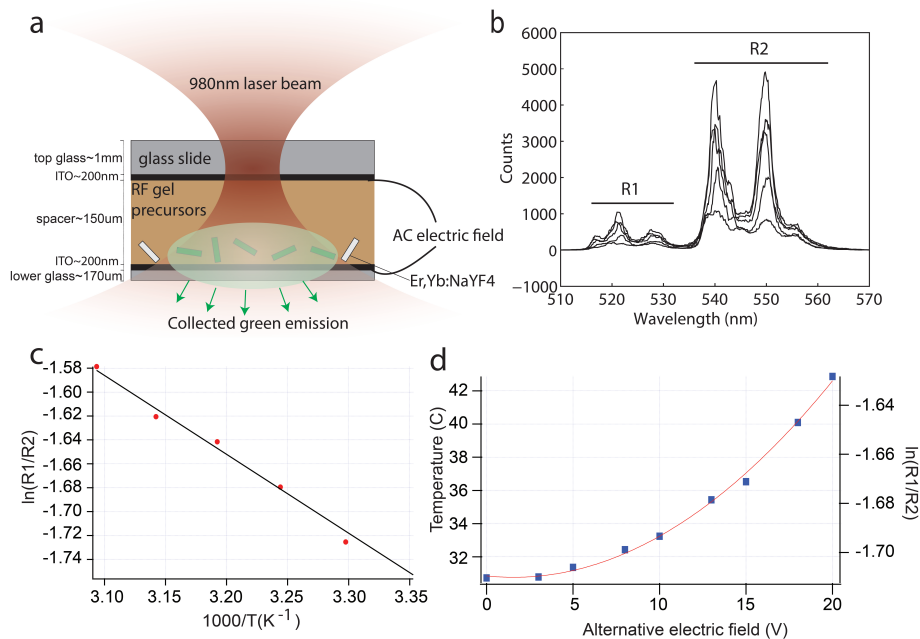 a
980nm laser beam
top glass~1mm
glass slide
ITO~200nm
RF gel
precursors
spacer~150um
AC electric field
ITO~200nm
lower glass~170um
Er,Yb:NaYF4
Collected green emission
b
6000
5000
4000
3000
2000
1000
0
−1000
Counts
R1
R2
510 520 530 540 550 560 570
Wavelength (nm)
c
-1.58
-1.60
-1.62
-1.64
-1.66
-1.68
-1.72
-1.74
ln(R1/R2)
3.10 3.15 3.20 3.25 3.30 3.35
1000/T(K⁻¹)
d
42
40
38
36
34
32
Temperature (C)
-1.64
-1.66
-1.68
-1.70
ln(R1/R2)
0 5 10 15 20
Alternative electric field (V)